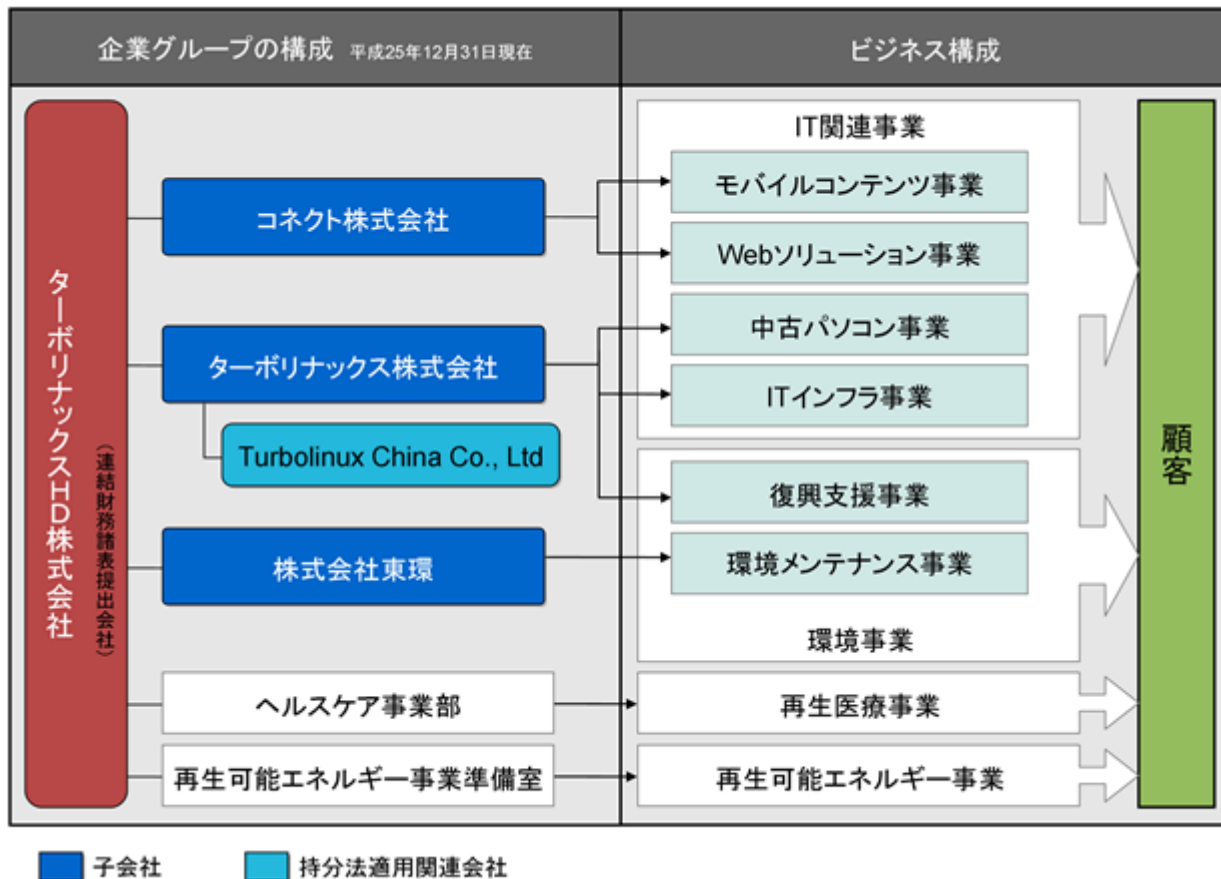 企業グループの構成 平成25年12月31日現在
ビジネス構成
ターボリナックスHD株式会社
(連結財務諸表提出会社)
コネクト株式会社
ターボリナックス株式会社
Turbolinux China Co., Ltd
株式会社東環
ヘルスケア事業部
再生可能エネルギー事業準備室
IT関連事業
モバイルコンテンツ事業
Webソリューション事業
中古パソコン事業
ITインフラ事業
復興支援事業
環境メンテナンス事業
環境事業
再生医療事業
再生可能エネルギー事業
顧客
子会社
持分法適用関連会社